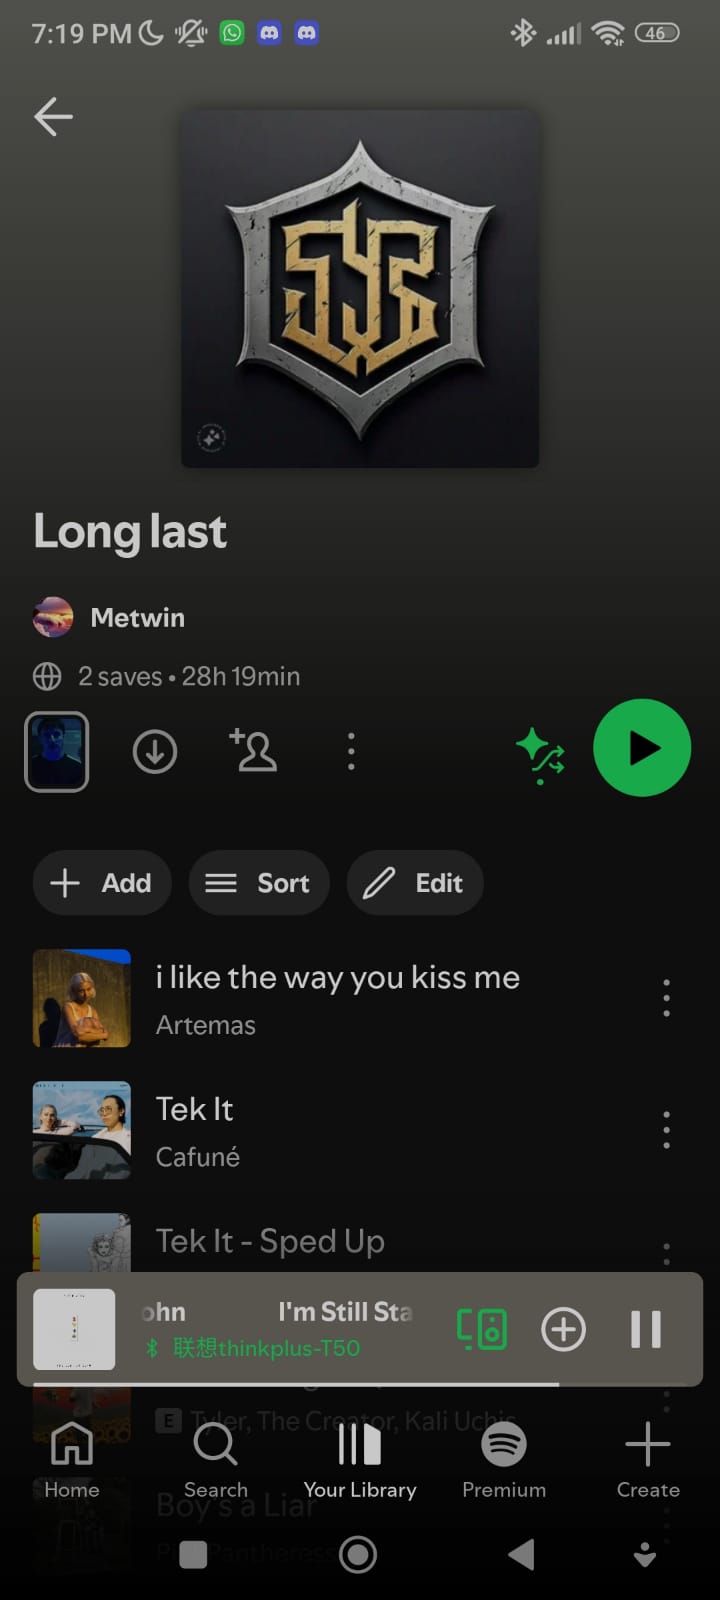 7:19 PM
46
SYB
Long last
Metwin
2 saves • 28h 19min
Add
Sort
Edit
i like the way you kiss me
Artemas
Tek It
Cafuné
Tek It - Sped Up
ohn I'm Still Sta
联想thinkplus-T50
E Tyler, The Creator, Kali Uchis
Home
Search
Your Library
Premium
Create
Boy's a Liar
PinkPantheress